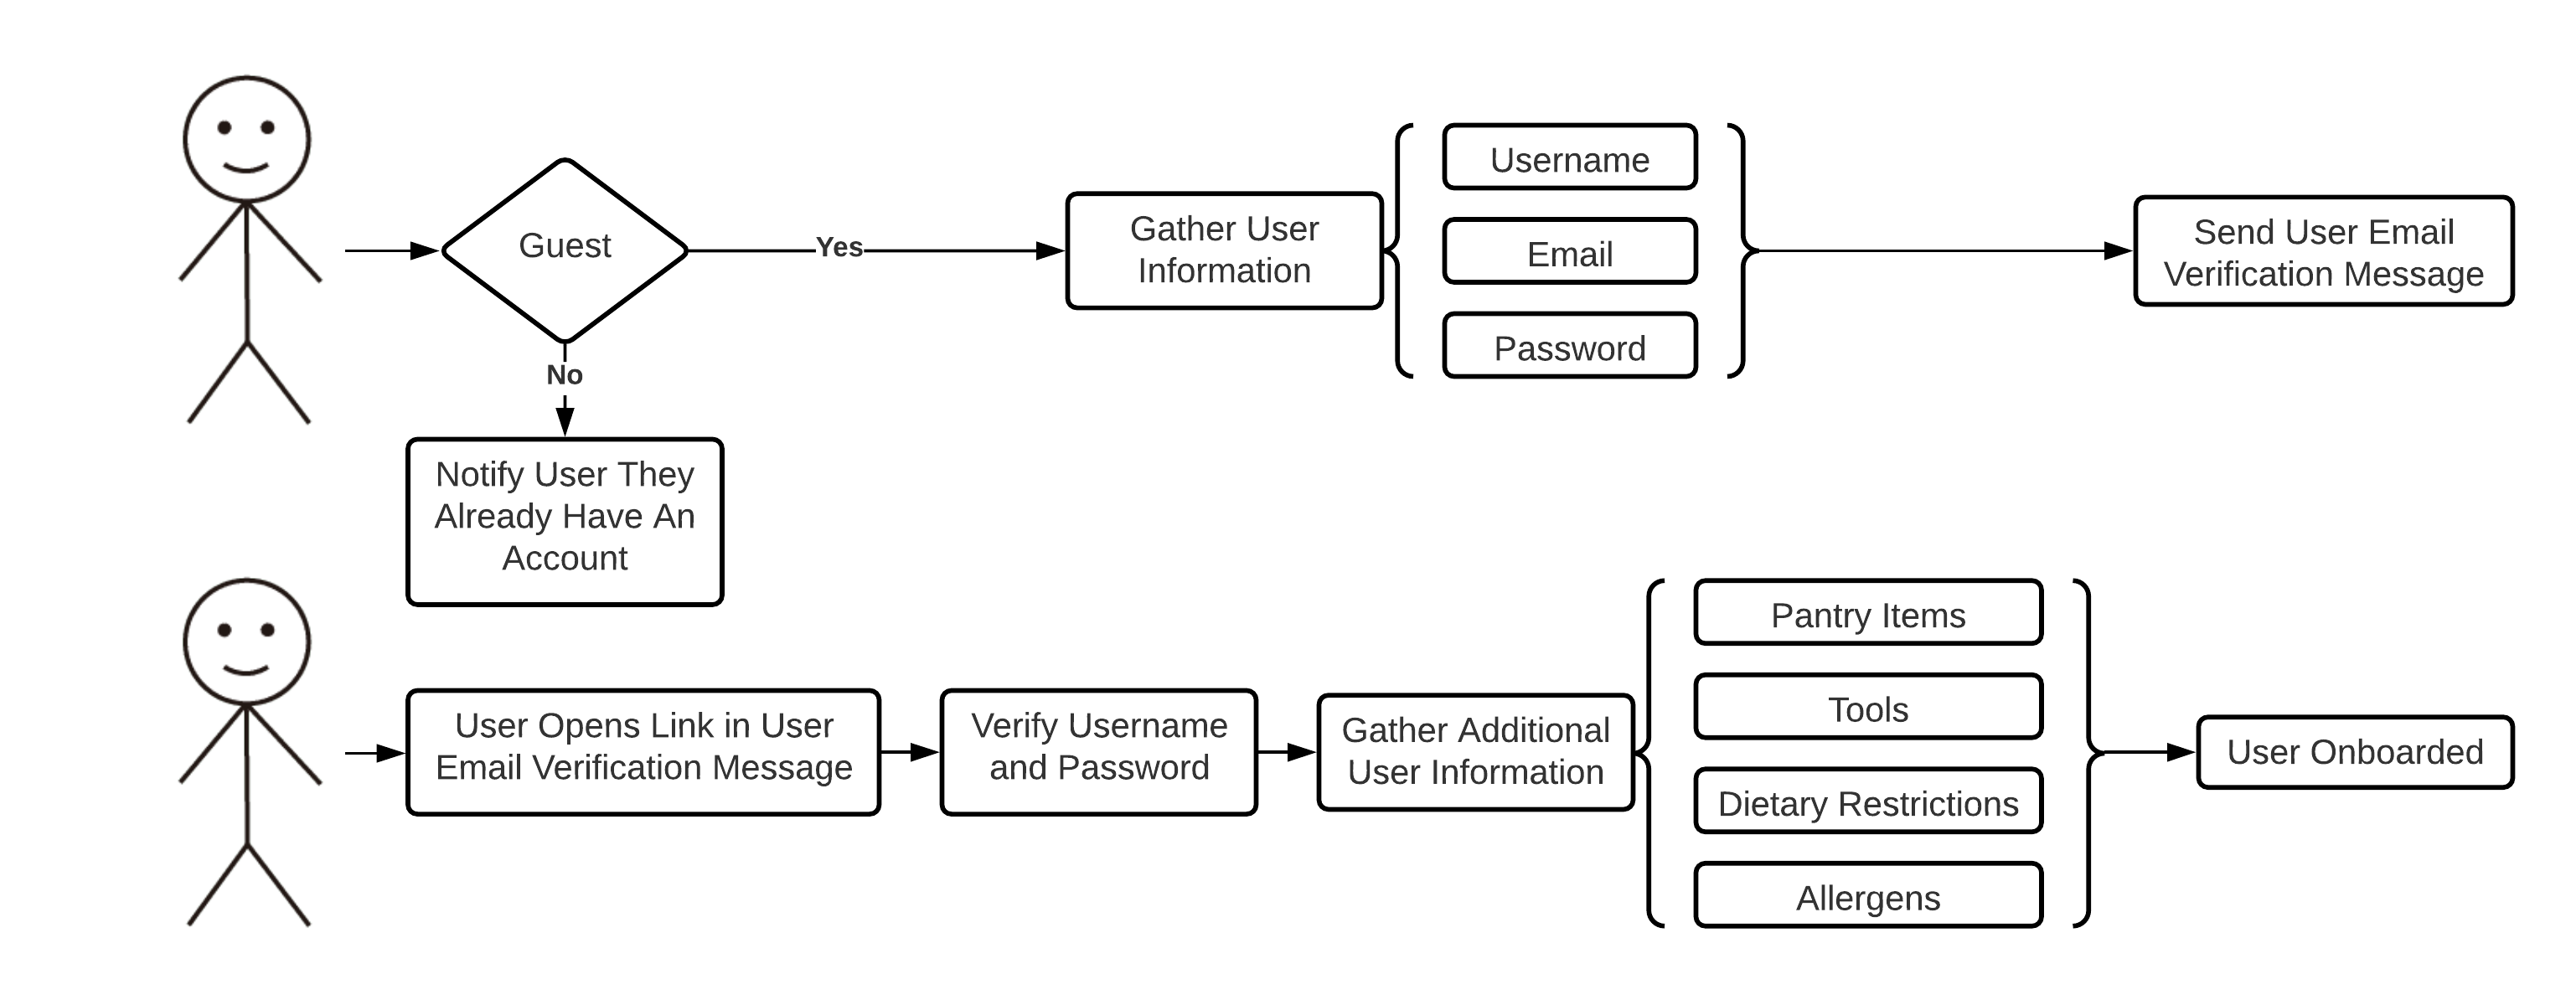 Guest
Yes
No
Notify User They
Already Have An
Account
Gather User
Information
Username
Email
Password
Send User Email
Verification Message
User Opens Link in User
Email Verification Message
Verify Username
and Password
Gather Additional
User Information
Pantry Items
Tools
Dietary Restrictions
Allergens
User Onboarded